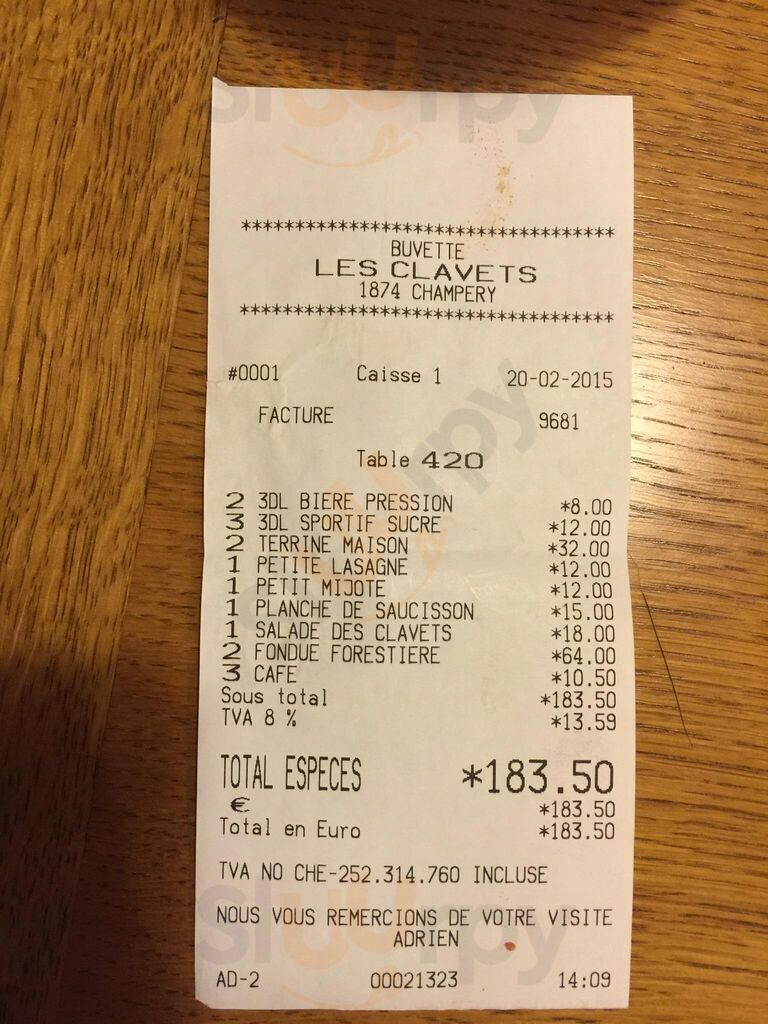 *********************************
BUVETTE
LES CLAVETS
1874 CHAMPERY
*********************************
#0001 Caisse 1 20-02-2015
FACTURE 9681
Table 420
2 3DL BIERE PRESSION *8.00
3 3DL SPORTIF SUCRE *12.00
2 TERRINE MAISON *32.00
1 PETITE LASAGNE *12.00
1 PETIT MIJOTE *12.00
1 PLANCHE DE SAUCISSON *15.00
1 SALADE DES CLAVETS *18.00
2 FONDUE FORESTIERE *64.00
3 CAFE *10.50
Sous total *183.50
TVA 8 % *13.59
TOTAL ESPECES *183.50
€ *183.50
Total en Euro *183.50
TVA NO CHE-252.314.760 INCLUSE
NOUS VOUS REMERCIONS DE VOTRE VISITE
ADRIEN
AD-2 00021323 14:09
sluurpy
sluurpy
sluurpy